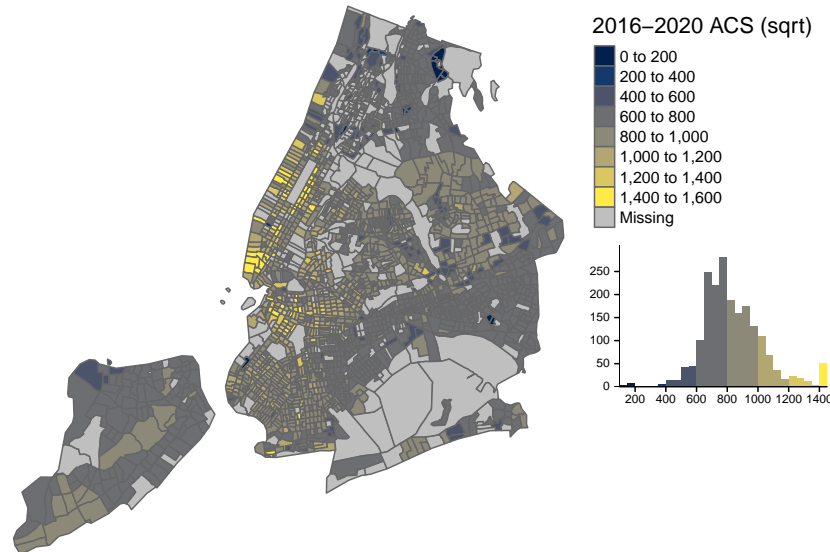 2016–2020 ACS (sqrt)
0 to 200
200 to 400
400 to 600
600 to 800
800 to 1,000
1,000 to 1,200
1,200 to 1,400
1,400 to 1,600
Missing
250
200
150
100
50
0
200 400 600 800 1000 1200 1400